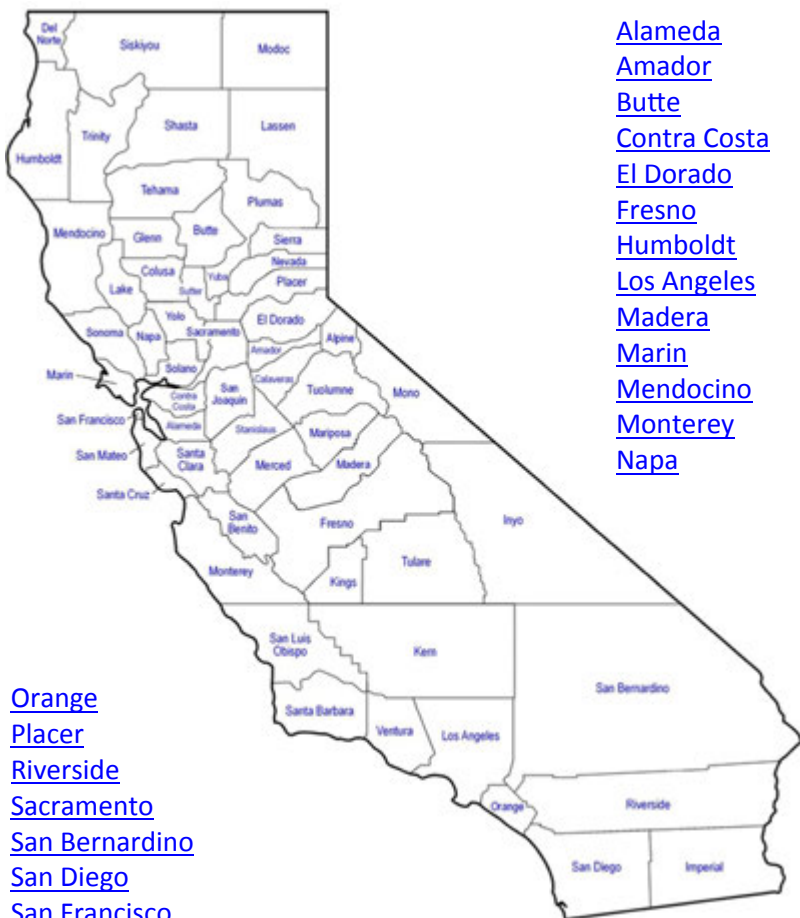 Del
Norte
Siskiyou
Modoc
Humboldt
Trinity
Shasta
Lassen
Tehama
Plumas
Mendocino
Glenn
Butte
Sierra
Nevada
Lake
Colusa
Sutter
Yuba
Placer
Sonoma
Napa
Yolo
Sacramento
El Dorado
Alpine
Amador
Marin
Solano
Calaveras
Contra
Costa
San
Joaquin
Tuolumne
Mono
San Francisco
Alameda
Stanislaus
Mariposa
San Mateo
Santa
Clara
Merced
Madera
Santa Cruz
San
Benito
Fresno
Inyo
Monterey
Kings
Tulare
San Luis
Obispo
Kern
San Bernardino
Santa Barbara
Ventura
Los Angeles
Orange
Riverside
San Diego
Imperial
Alameda
Amador
Butte
Contra Costa
El Dorado
Fresno
Humboldt
Los Angeles
Madera
Marin
Mendocino
Monterey
Napa
Orange
Placer
Riverside
Sacramento
San Bernardino
San Diego
San Francisco